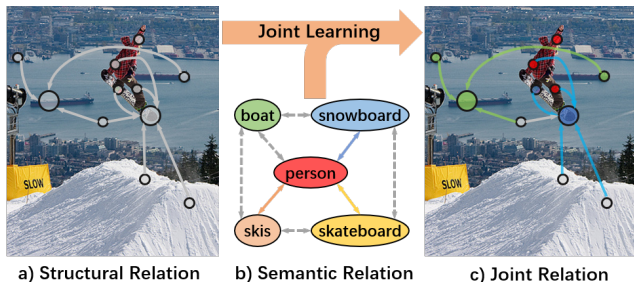 Joint Learning
boat
snowboard
person
skis
skateboard
SLOW
SLOW
a) Structural Relation
b) Semantic Relation
c) Joint Relation